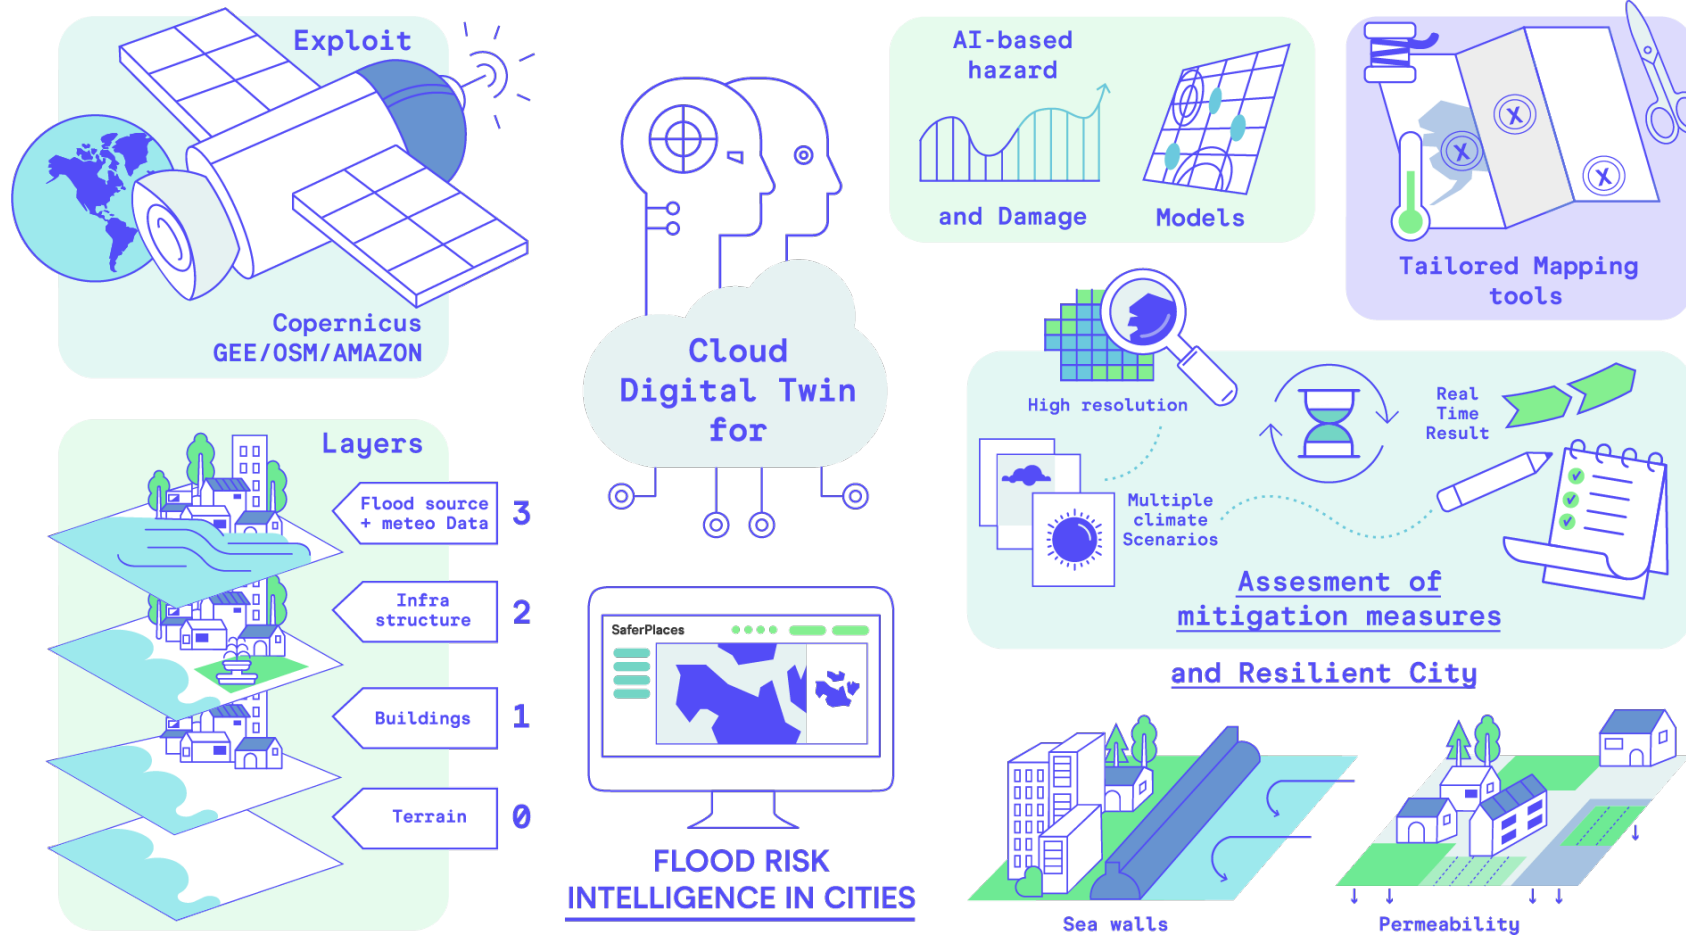 Exploit
Copernicus
GEE/OSM/AMAZON
Layers
Flood source
+ meteo Data
3
Infra
structure
2
Buildings
1
Terrain
0
Cloud
Digital Twin
for
SaferPlaces
FLOOD RISK
INTELLIGENCE IN CITIES
AI-based
hazard
and Damage
Models
X
X
X
Tailored Mapping
tools
High resolution
Real
Time
Result
Multiple
climate
Scenarios
Assesment of
mitigation measures
and Resilient City
Sea walls
Permeability